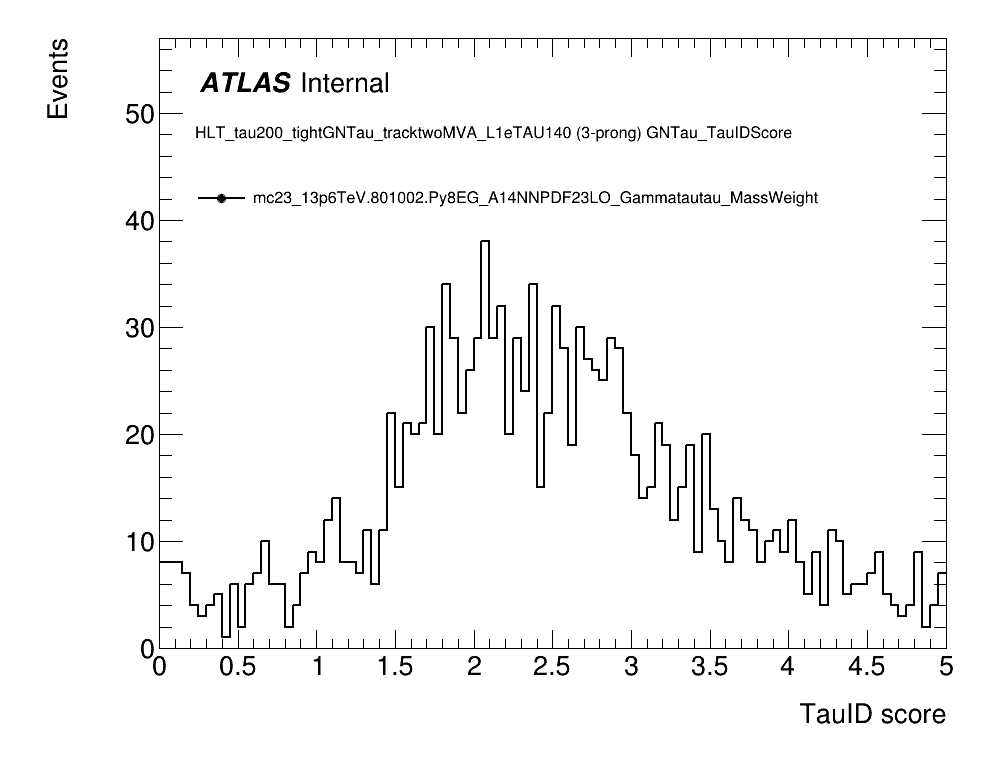 Events
ATLAS Internal
HLT_tau200_tightGNTau_tracktwoMVA_L1eTAU140 (3-prong) GNTau_TauIDScore
mc23_13p6TeV.801002.Py8EG_A14NNPDF23LO_Gammatautau_MassWeight
50
40
30
20
10
0
0 0.5 1 1.5 2 2.5 3 3.5 4 4.5 5
TauID score